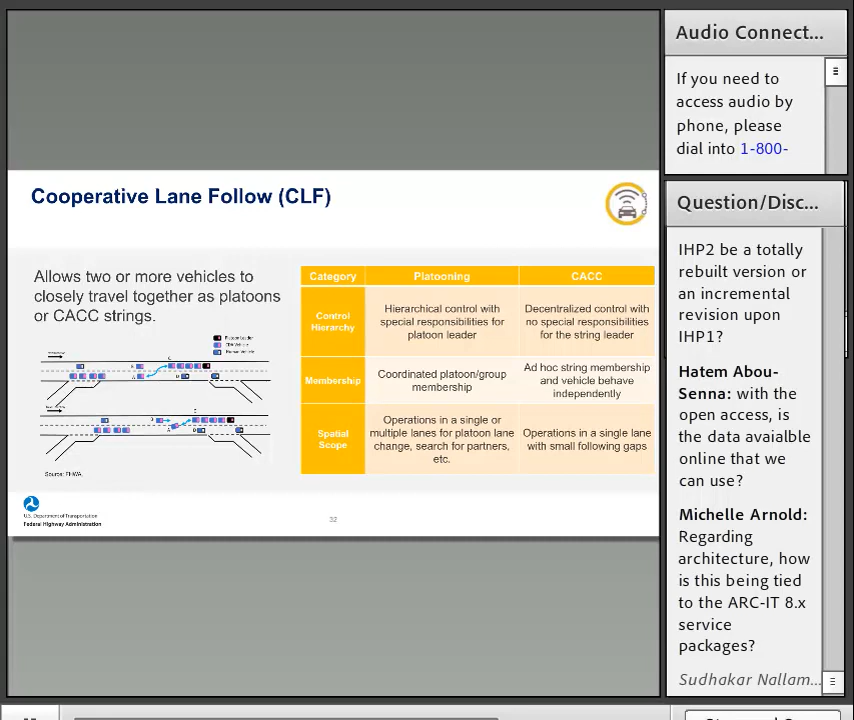 Audio Connect...
If you need to
access audio by
phone, please
dial into 1-800-
Question/Disc...
IHP2 be a totally
rebuilt version or
an incremental
revision upon
IHP1?
Hatem Abou-
Senna: with the
open access, is
the data avaialble
online that we
can use?
Michelle Arnold:
Regarding
architecture, how
is this being tied
to the ARC-IT 8.x
service
packages?
Sudhakar Nallam...
Cooperative Lane Follow (CLF)
Allows two or more vehicles to
closely travel together as platoons
or CACC strings.
Platoon Leader
CDA Vehicle
Human Vehicle
Source: FHWA.
Category Platooning CACC
Control
Hierarchy
Hierarchical control with
special responsibilities for
platoon leader
Decentralized control with
no special responsibilities
for the string leader
Membership
Coordinated platoon/group
membership
Ad hoc string membership
and vehicle behave
independently
Spatial
Scope
Operations in a single or
multiple lanes for platoon lane
change, search for partners,
etc.
Operations in a single lane
with small following gaps
U.S. Department of Transportation
Federal Highway Administration
32